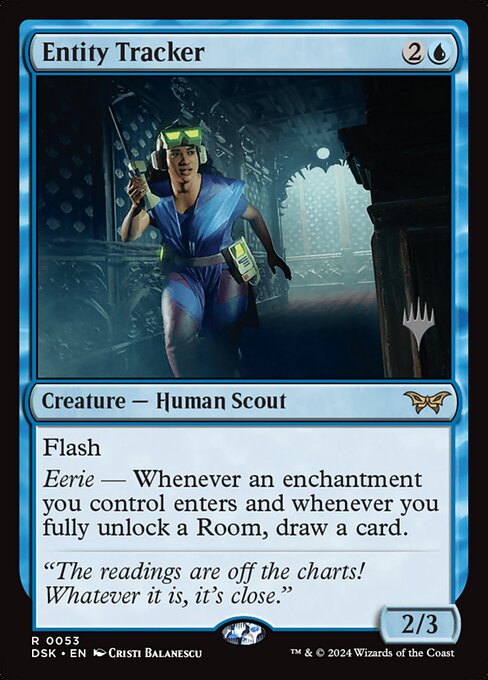 Entity Tracker 2
Creature — Human Scout
Flash
Eerie — Whenever an enchantment
you control enters and whenever you
fully unlock a Room, draw a card.
“The readings are off the charts!
Whatever it is, it’s close.”
2/3
R 0053
DSK • EN Cristi Balanescu
™ & © 2024 Wizards of the Coast